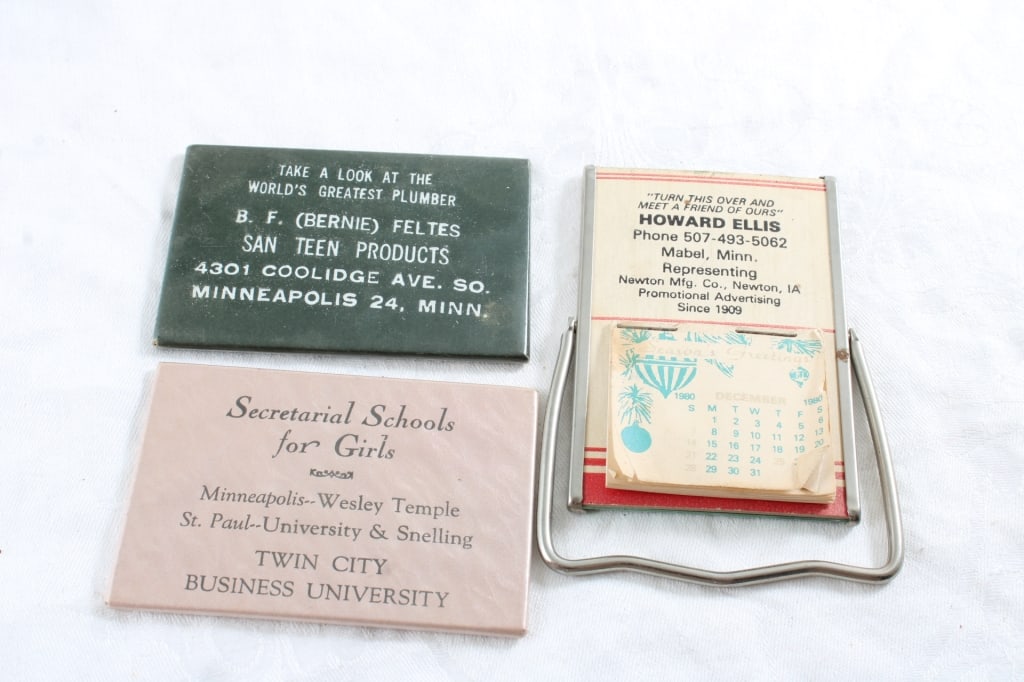 TAKE A LOOK AT THE
WORLD'S GREATEST PLUMBER
B. F. (BERNIE) FELTES
SAN TEEN PRODUCTS
4301 COOLIDGE AVE. SO.
MINNEAPOLIS 24, MINN.
Secretarial Schools
for Girls
Minneapolis--Wesley Temple
St. Paul--University & Snelling
TWIN CITY
BUSINESS UNIVERSITY
"TURN THIS OVER AND
MEET A FRIEND OF OURS"
HOWARD ELLIS
Phone 507-493-5062
Mabel, Minn.
Representing
Newton Mfg. Co., Newton, IA
Promotional Advertising
Since 1909
Season's Greetings
1980 DECEMBER 1980
S M T W T F S
1 2 3 4 5 6
7 8 9 10 11 12 13
14 15 16 17 18 19 20
21 22 23 24 25
28 29 30 31